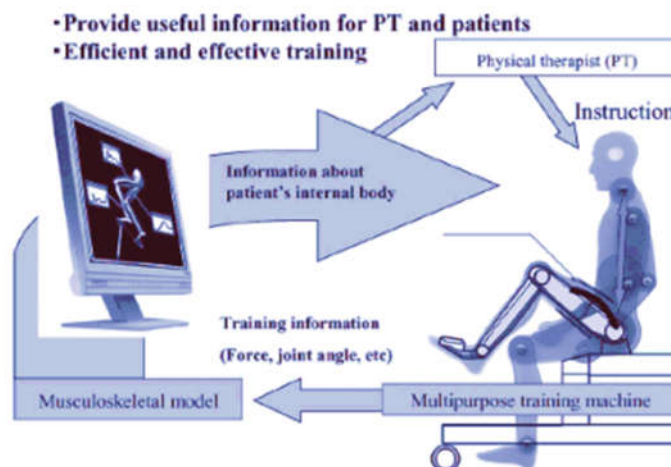 •Provide useful information for PT and patients
•Efficient and effective training
Physical therapist (PT)
Instruction
Information about
patient's internal body
Training information
(Force, joint angle, etc)
Musculoskeletal model
Multipurpose training machine